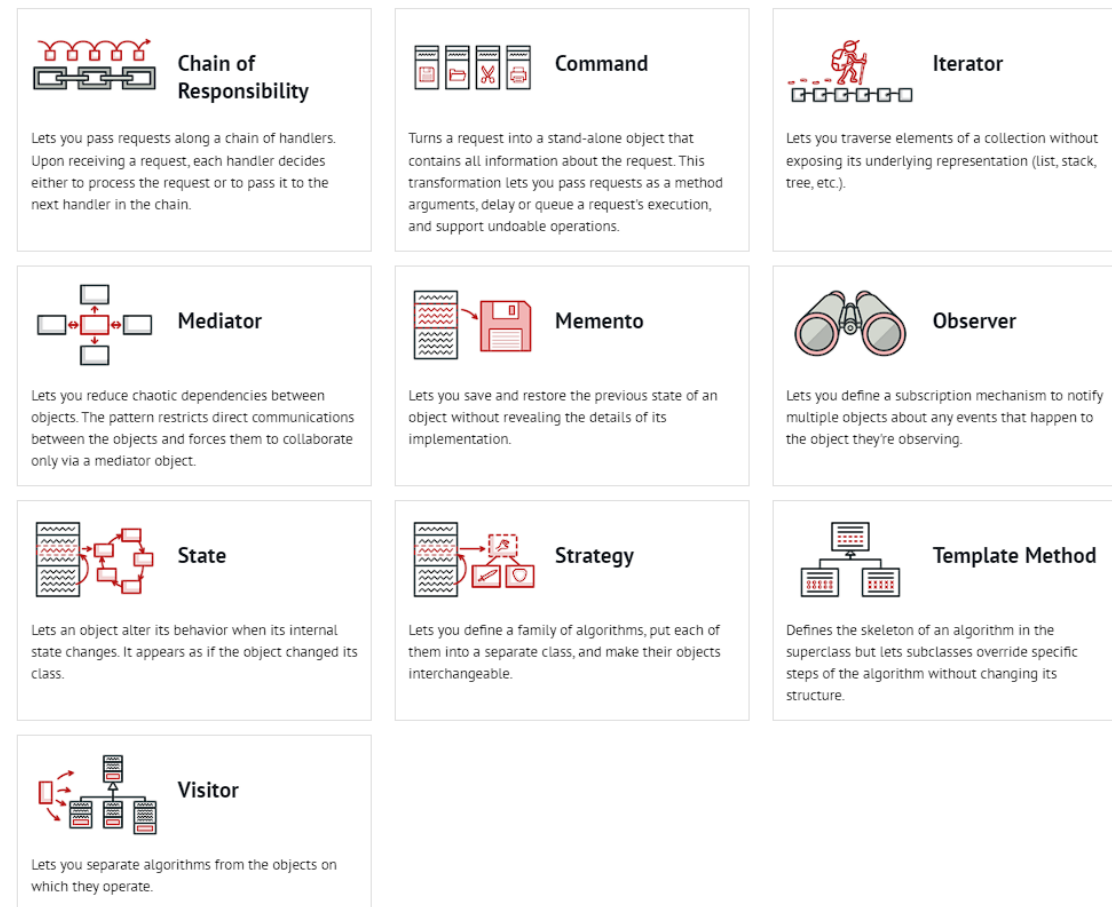 Chain of
Responsibility
Lets you pass requests along a chain of handlers.
Upon receiving a request, each handler decides
either to process the request or to pass it to the
next handler in the chain.
Command
Turns a request into a stand-alone object that
contains all information about the request. This
transformation lets you pass requests as a method
arguments, delay or queue a request's execution,
and support undoable operations.
Iterator
Lets you traverse elements of a collection without
exposing its underlying representation (list, stack,
tree, etc.).
Mediator
Lets you reduce chaotic dependencies between
objects. The pattern restricts direct communications
between the objects and forces them to collaborate
only via a mediator object.
Memento
Lets you save and restore the previous state of an
object without revealing the details of its
implementation.
Observer
Lets you define a subscription mechanism to notify
multiple objects about any events that happen to
the object they're observing.
State
Lets an object alter its behavior when its internal
state changes. It appears as if the object changed its
class.
Strategy
Lets you define a family of algorithms, put each of
them into a separate class, and make their objects
interchangeable.
Template Method
Defines the skeleton of an algorithm in the
superclass but lets subclasses override specific
steps of the algorithm without changing its
structure.
Visitor
Lets you separate algorithms from the objects on
which they operate.